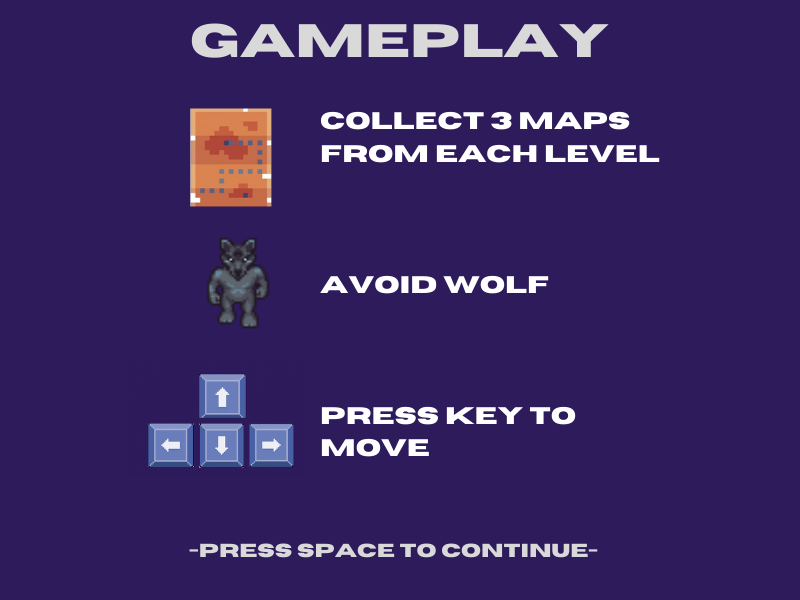 GAMEPLAY
COLLECT 3 MAPS
FROM EACH LEVEL
AVOID WOLF
PRESS KEY TO
MOVE
-PRESS SPACE TO CONTINUE-